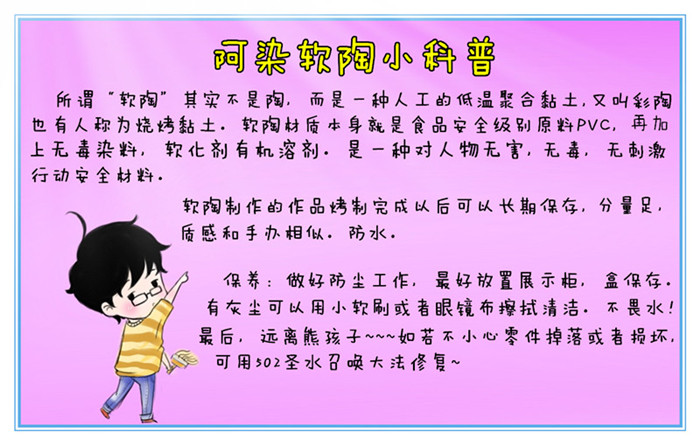 阿染软陶小科普
所谓“软陶”其实不是陶，而是一种人工的低温聚合黏土，又叫彩陶
也有人称为烧烤黏土。软陶材质本身就是食品安全级别原料PVC，再加
上无毒染料，软化剂有机溶剂。是一种对人物无害，无毒，无刺激
行动安全材料。
软陶制作的作品烤制完成以后可以长期保存，分量足，
质感和手办相似。防水。
保养：做好防尘工作，最好放置展示柜，盒保存。
有灰尘可以用小软刷或者眼镜布擦拭清洁。不畏水！
最后，远离熊孩子~~~如若不小心零件掉落或者损坏，
可用502圣水召唤大法修复~